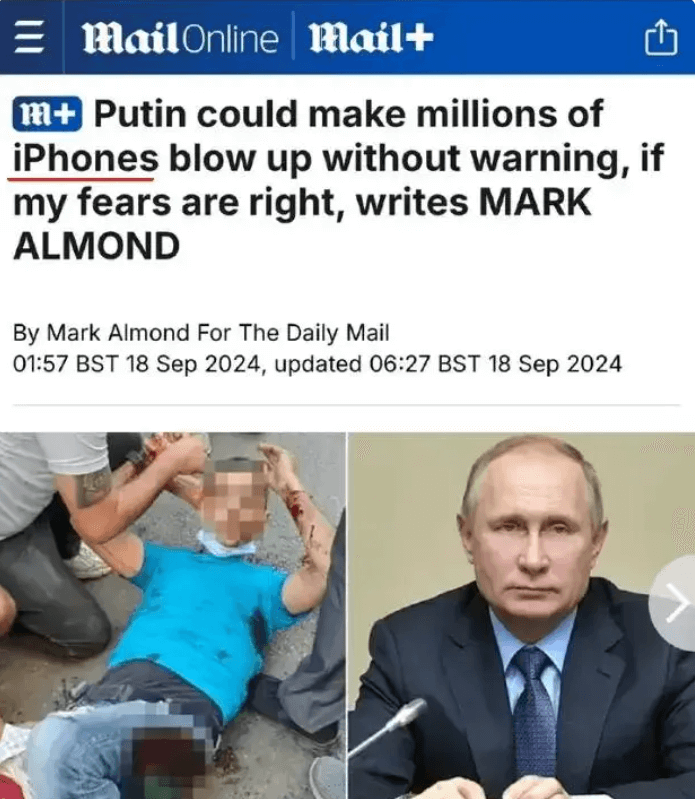 Mail Online Mail+
m+ Putin could make millions of
iPhones blow up without warning, if
my fears are right, writes MARK
ALMOND
By Mark Almond For The Daily Mail
01:57 BST 18 Sep 2024, updated 06:27 BST 18 Sep 2024